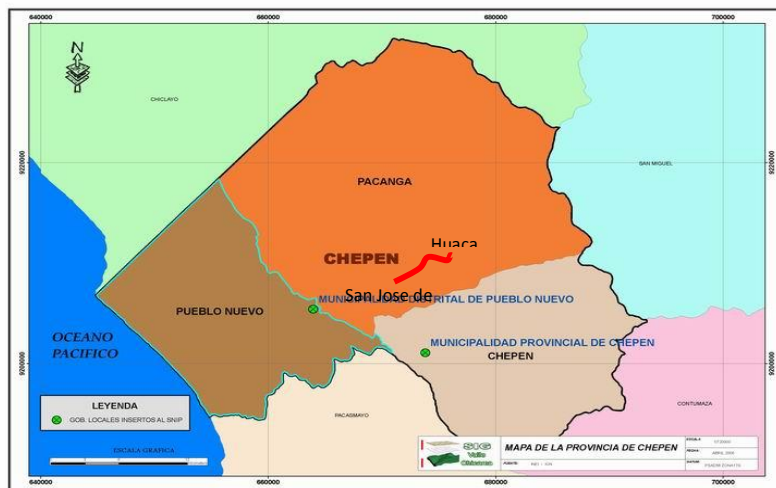 640000 660000 680000 700000
N
CHICLAYO
9220000 9220000
SAN MIGUEL
PACANGA
Huaca
CHEPEN
San Jose de
MUNICIPALIDAD DISTRITAL DE PUEBLO NUEVO
PUEBLO NUEVO
OCEANO
PACIFICO
MUNICIPALIDAD PROVINCIAL DE CHEPEN
CHEPEN
9200000 9200000
LEYENDA
GOB. LOCALES INSERTOS AL SNIP
PACASMAYO
CONTUMAZA
ESCALA GRAFICA
SIG
Valle
MAPA DE LA PROVINCIA DE CHEPEN
640000 660000 680000 700000